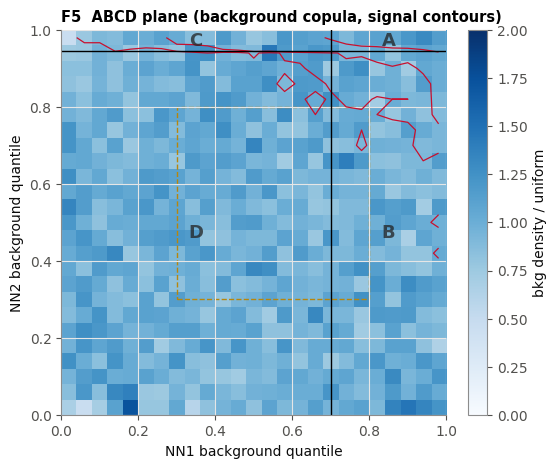 F5 ABCD plane (background copula, signal contours)
1.0
0.8
0.6
0.4
0.2
0.0
NN2 background quantile
C
A
D
B
0.0
0.2
0.4
0.6
0.8
1.0
NN1 background quantile
2.00
1.75
1.50
1.25
1.00
0.75
0.50
0.25
0.00
bkg density / uniform